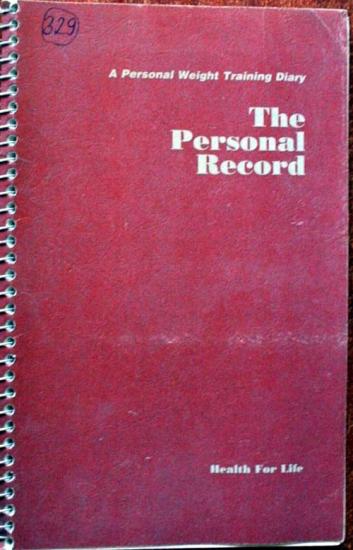 329
A Personal Weight Training Diary
The
Personal
Record
Health For Life